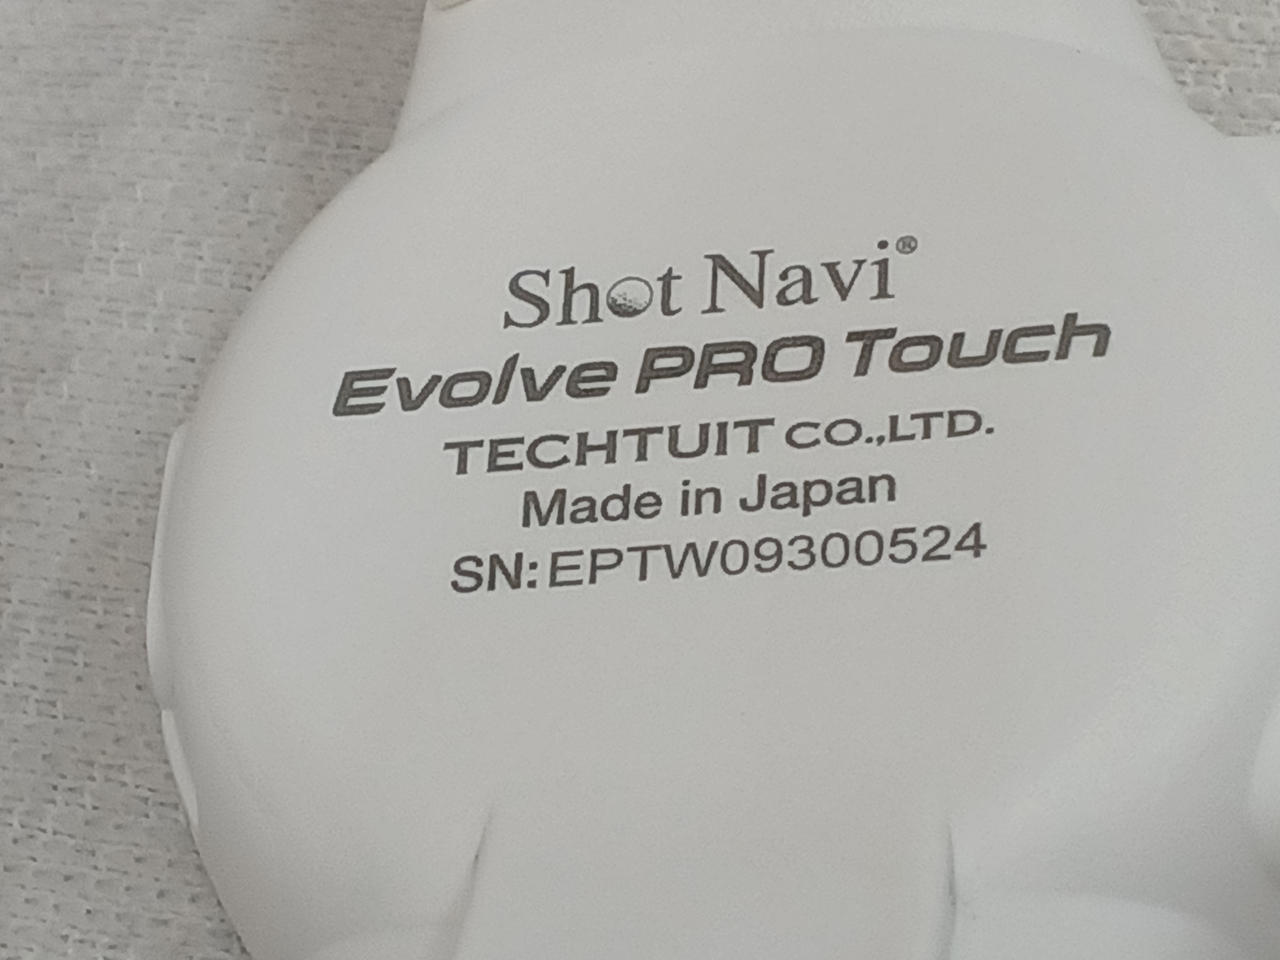 Shot Navi®
Evolve PRO Touch
TECHTUIT CO.,LTD.
Made in Japan
SN:EPTW09300524